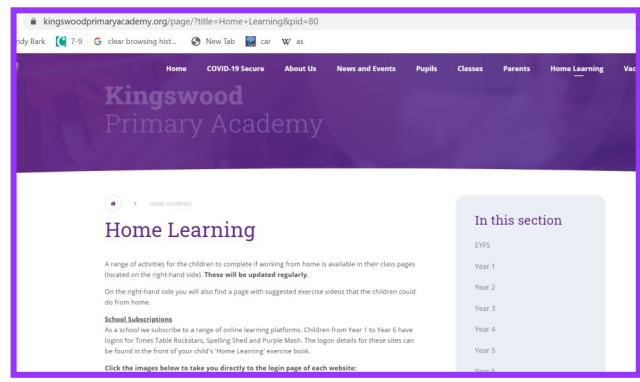 kingswoodprimaryacademy.org/page/?title=Home+Learning&pid=80
ndy Bark 7-9 G clear browsing hist... New Tab car W as
Home COVID-19 Secure About Us News and Events Pupils Classes Parents Home Learning Vac
Kingswood
Primary Academy
HOME LEARNING
Home Learning
A range of activities for the children to complete if working from home is available in their class pages
(located on the right-hand side). These will be updated regularly.
On the right-hand side you will also find a page with suggested exercise videos that the children could
do from home.
School Subscriptions
As a school we subscribe to a range of online learning platforms. Children from Year 1 to Year 6 have
logins for Times Table Rockstars, Spelling Shed and Purple Mash. The logon details for these sites can
be found in the front of your child's 'Home Learning' exercise book.
Click the images below to take you directly to the login page of each website:
In this section
EYFS
Year 1
Year 2
Year 3
Year 4
Year 5
Year 6